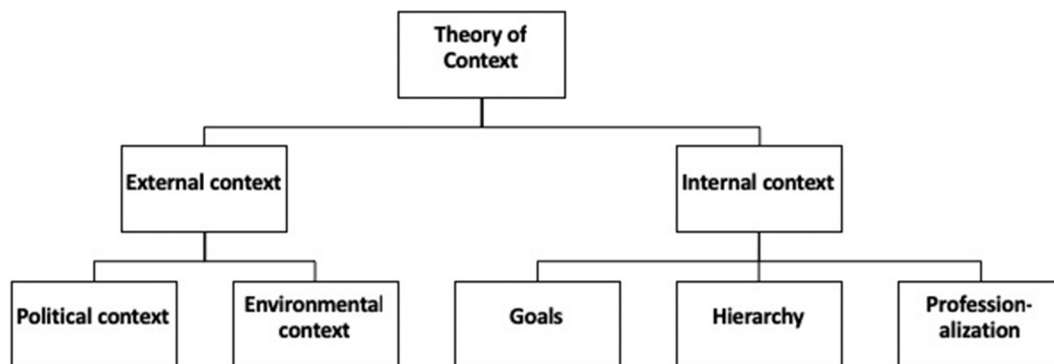 Theory of
Context
External context
Internal context
Political context
Environmental
context
Goals
Hierarchy
Profession-
alization